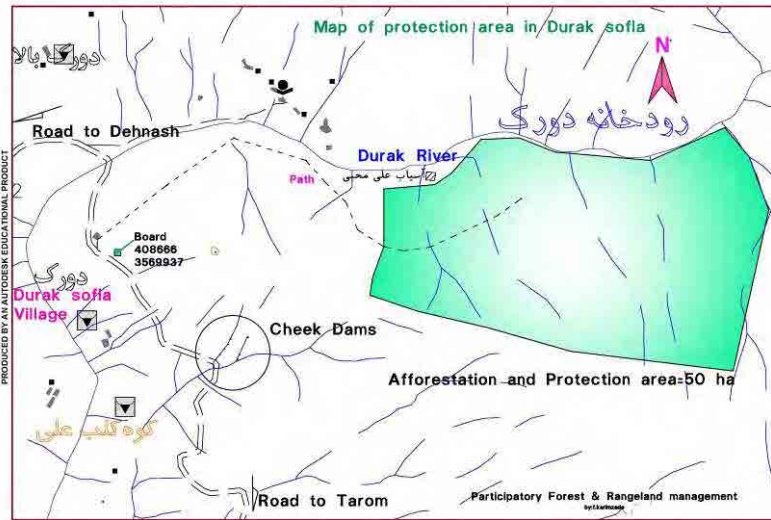 Map of protection area in Durak sofla
N
دورک بالا
رودخانه دورک
Road to Dehnash
Durak River
آسیاب علی محبی
Path
Board
408666
3569937
دورک
Durak sofla
Village
Cheek Dams
Afforestation and Protection area=50 ha
کوه کلب علی
Road to Tarom
Participatory Forest & Rangeland management
by:f.karimzade
PRODUCED BY AN AUTODESK EDUCATIONAL PRODUCT